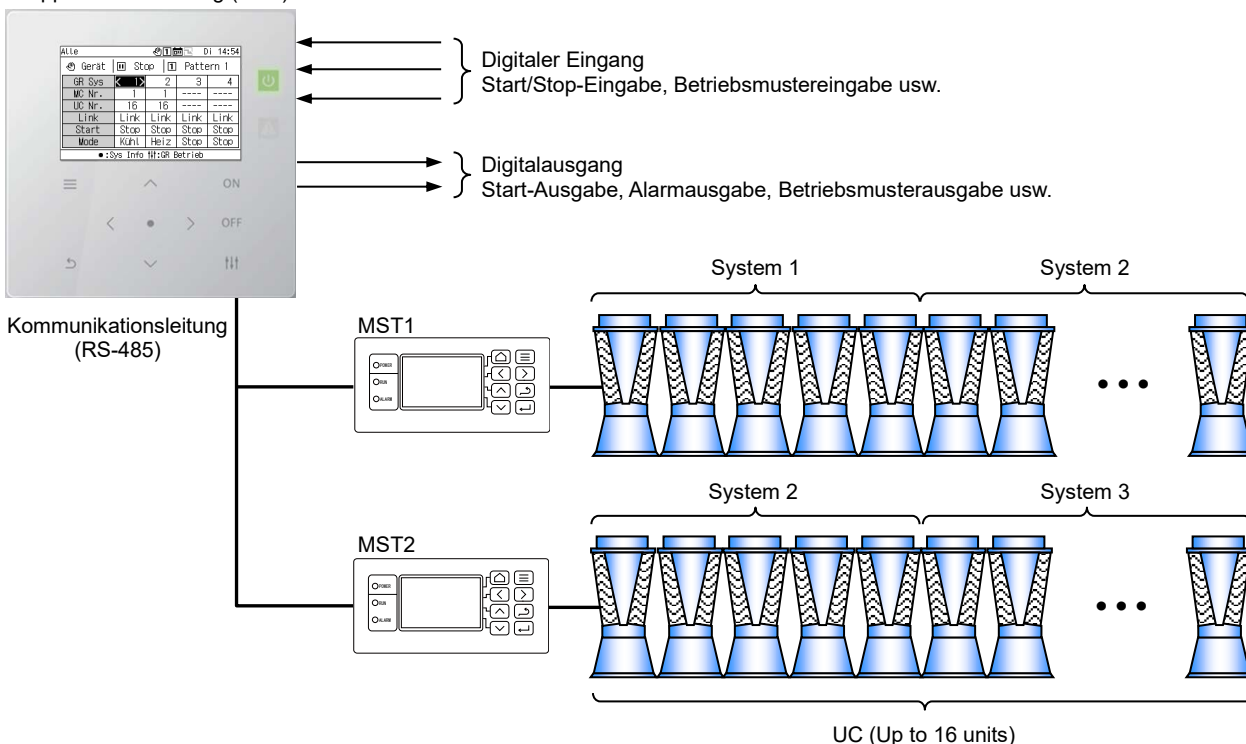 Alle 1 Di 14:54
Gerät Stop 1 Pattern 1
GR Sys 1 2 3 4
MC Nr. 1 1 ---- ----
UC Nr. 16 16 ---- ----
Link Link Link Link Link
Start Stop Stop Stop Stop
Mode Kühl Heiz Stop Stop
●:Sys Info :GR Betrieb
ON
OFF
Digitaler Eingang
Start/Stop-Eingabe, Betriebsmustereingabe usw.
Digitalausgang
Start-Ausgabe, Alarmausgabe, Betriebsmusterausgabe usw.
System 1 System 2
Kommunikationsleitung
(RS-485)
MST1
POWER
RUN
ALARM
System 2 System 3
MST2
POWER
RUN
ALARM
UC (Up to 16 units)